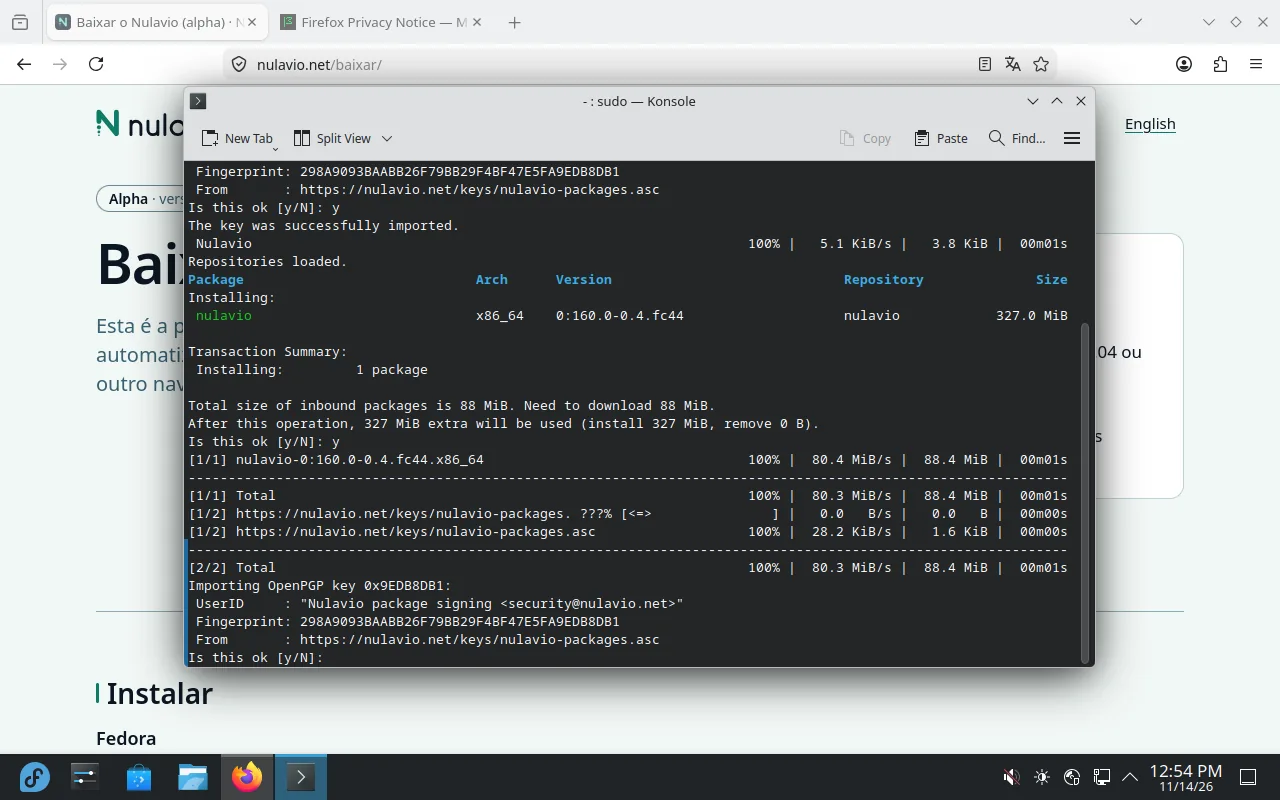 Baixar o Nulavio (alpha) · N
Firefox Privacy Notice — M
nulavio.net/baixar/
- : sudo — Konsole
New Tab
Split View
Copy
Paste
Find...
English
Alpha · vers
Fingerprint: 298A9093BAABB26F79BB29F4BF47E5FA9EDB8DB1
From : https://nulavio.net/keys/nulavio-packages.asc
Is this ok [y/N]: y
The key was successfully imported.
Nulavio 100% | 5.1 KiB/s | 3.8 KiB | 00m01s
Repositories loaded.
Package Arch Version Repository Size
Installing:
nulavio x86_64 0:160.0-0.4.fc44 nulavio 327.0 MiB
Transaction Summary:
Installing: 1 package
Total size of inbound packages is 88 MiB. Need to download 88 MiB.
After this operation, 327 MiB extra will be used (install 327 MiB, remove 0 B).
Is this ok [y/N]: y
[1/1] nulavio-0:160.0-0.4.fc44.x86_64 100% | 80.4 MiB/s | 88.4 MiB | 00m01s
--------------------------------------------------------------------------------------------------------------
[1/1] Total 100% | 80.3 MiB/s | 88.4 MiB | 00m01s
[1/2] https://nulavio.net/keys/nulavio-packages. ???% [<=> ] | 0.0 B/s | 0.0 B | 00m00s
[1/2] https://nulavio.net/keys/nulavio-packages.asc 100% | 28.2 KiB/s | 1.6 KiB | 00m00s
--------------------------------------------------------------------------------------------------------------
[2/2] Total 100% | 80.3 MiB/s | 88.4 MiB | 00m01s
Importing OpenPGP key 0x9EDB8DB1:
UserID : "Nulavio package signing <security@nulavio.net>"
Fingerprint: 298A9093BAABB26F79BB29F4BF47E5FA9EDB8DB1
From : https://nulavio.net/keys/nulavio-packages.asc
Is this ok [y/N]:
Esta é a p
automati
outro nav
04 ou
s
Instalar
Fedora
12:54 PM
11/14/26